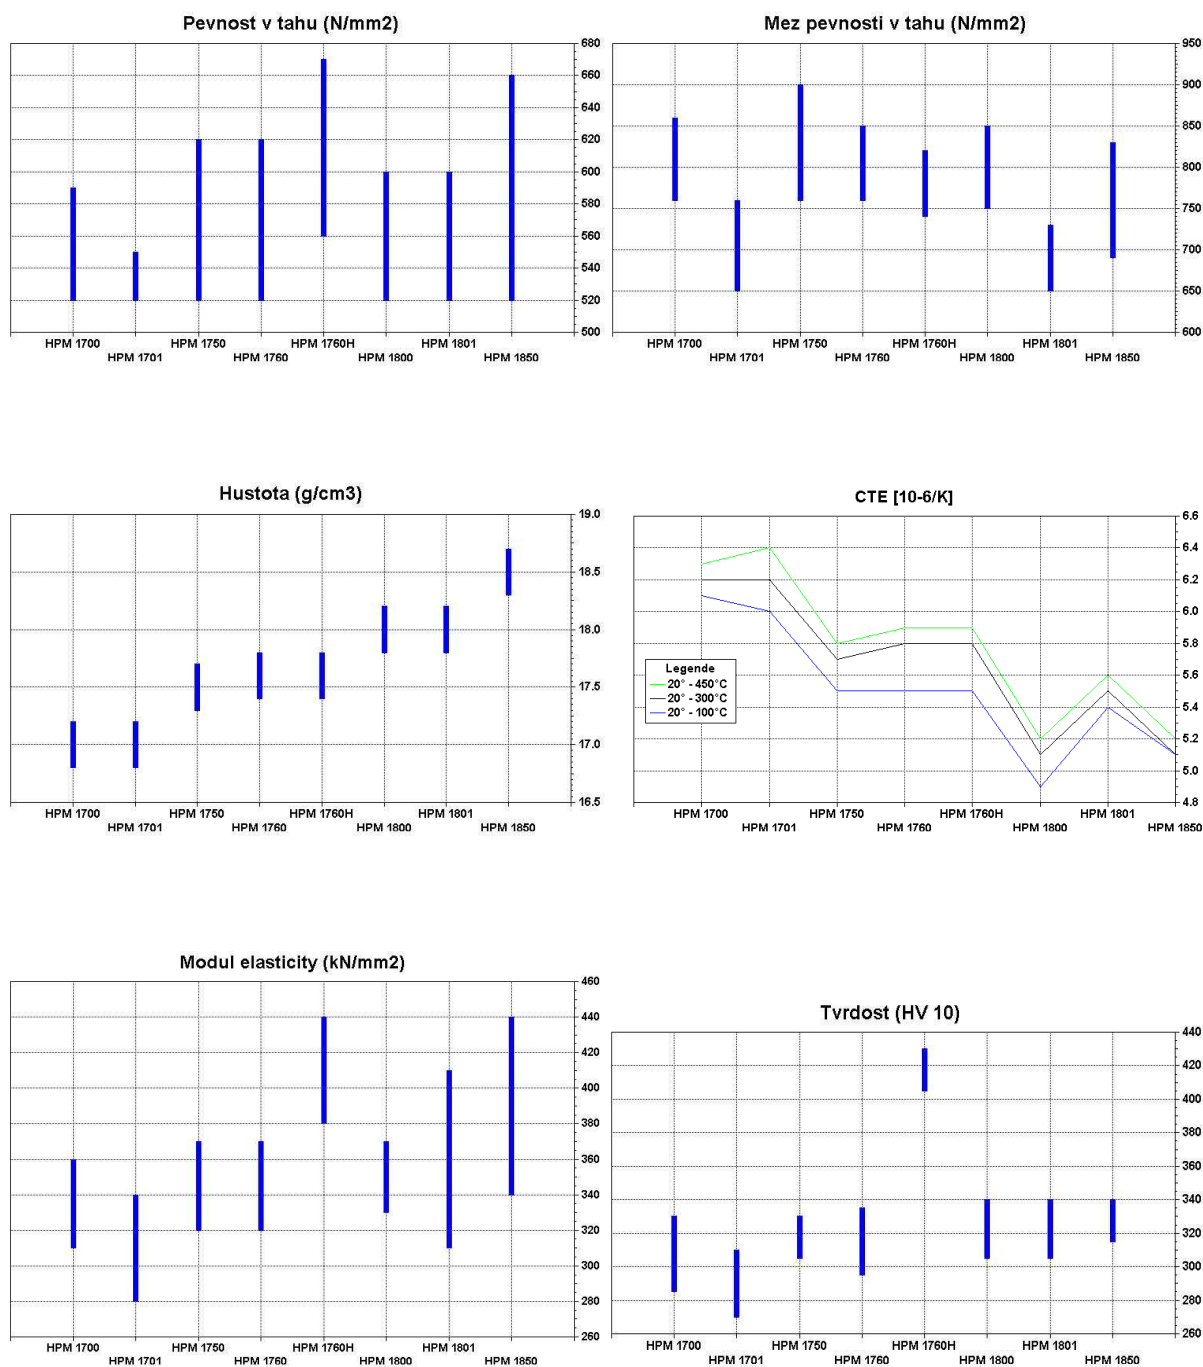 Pevnost v tahu (N/mm2)
680
660
640
620
600
580
560
540
520
500
HPM 1700
HPM 1701
HPM 1750
HPM 1760
HPM 1760H
HPM 1800
HPM 1801
HPM 1850
Mez pevnosti v tahu (N/mm2)
950
900
850
800
750
700
650
600
HPM 1700
HPM 1701
HPM 1750
HPM 1760
HPM 1760H
HPM 1800
HPM 1801
HPM 1850
Hustota (g/cm3)
19.0
18.5
18.0
17.5
17.0
16.5
HPM 1700
HPM 1701
HPM 1750
HPM 1760
HPM 1760H
HPM 1800
HPM 1801
HPM 1850
CTE [10-6/K]
6.6
6.4
6.2
6.0
5.8
5.6
5.4
5.2
5.0
4.8
Legende
20° - 450°C
20° - 300°C
20° - 100°C
HPM 1700
HPM 1701
HPM 1750
HPM 1760
HPM 1760H
HPM 1800
HPM 1801
HPM 1850
Modul elasticity (kN/mm2)
460
440
420
400
380
360
340
320
300
280
260
HPM 1700
HPM 1701
HPM 1750
HPM 1760
HPM 1760H
HPM 1800
HPM 1801
HPM 1850
Tvrdost (HV 10)
440
420
400
380
360
340
320
300
280
260
HPM 1700
HPM 1701
HPM 1750
HPM 1760
HPM 1760H
HPM 1800
HPM 1801
HPM 1850